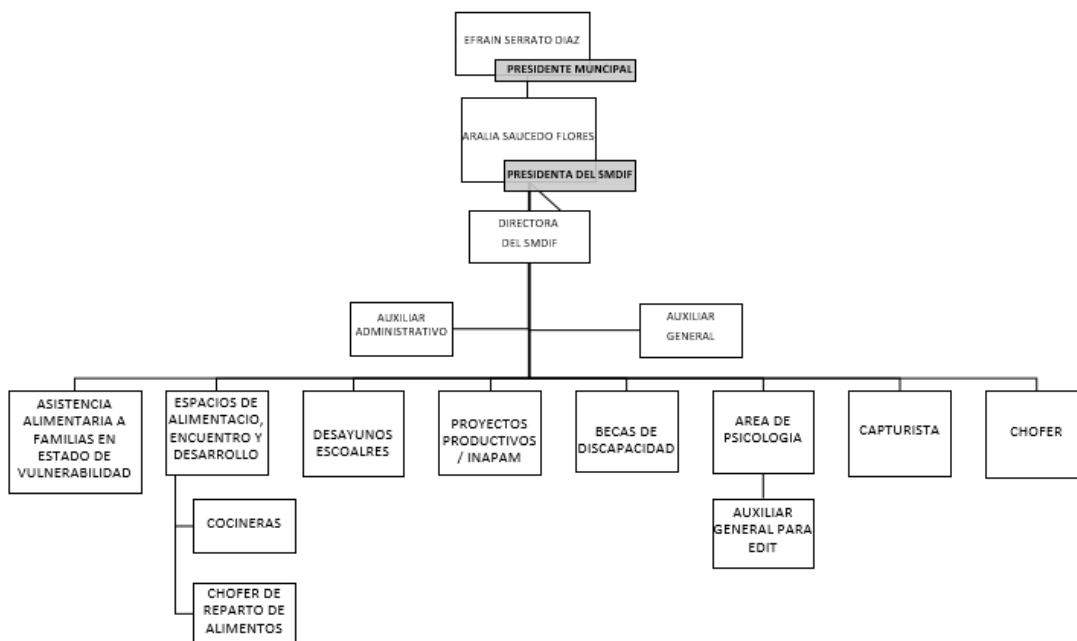 EFRAIN SERRATO DIAZ
PRESIDENTE MUNCIPAL
ARALIA SAUCEDO FLORES
PRESIDENTA DEL SMDIF
DIRECTORA
DEL SMDIF
AUXILIAR
ADMINISTRATIVO
AUXILIAR
GENERAL
ASISTENCIA
ALIMENTARIA A
FAMILIAS EN
ESTADO DE
VULNERABILIDAD
ESPACIOS DE
ALIMENTACIO,
ENCUENTRO Y
DESARROLLO
DESAYUNOS
ESCOALRES
PROYECTOS
PRODUCTIVOS
/ INAPAM
BECAS DE
DISCAPACIDAD
AREA DE
PSICOLOGIA
CAPTURISTA
CHOFER
COCINERAS
AUXILIAR
GENERAL PARA
EDIT
CHOFER DE
REPARTO DE
ALIMENTOS